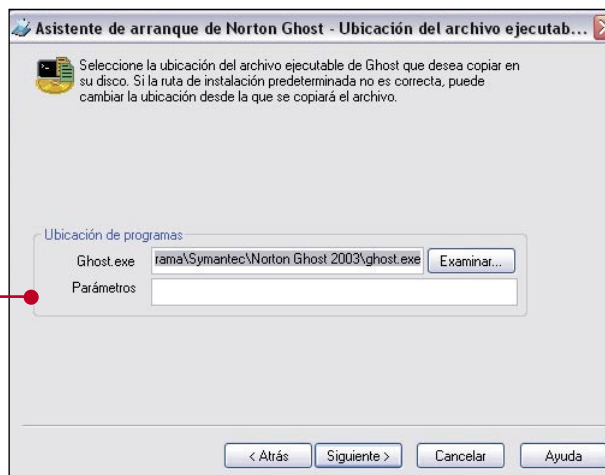 Asistente de arranque de Norton Ghost - Ubicación del archivo ejecutab...
Seleccione la ubicación del archivo ejecutable de Ghost que desea copiar en
su disco. Si la ruta de instalación predeterminada no es correcta, puede
cambiar la ubicación desde la que se copiará el archivo.
Ubicación de programas
Ghost.exe rama\Symantec\Norton Ghost 2003\ghost.exe Examinar...
Parámetros
< Atrás Siguiente > Cancelar Ayuda